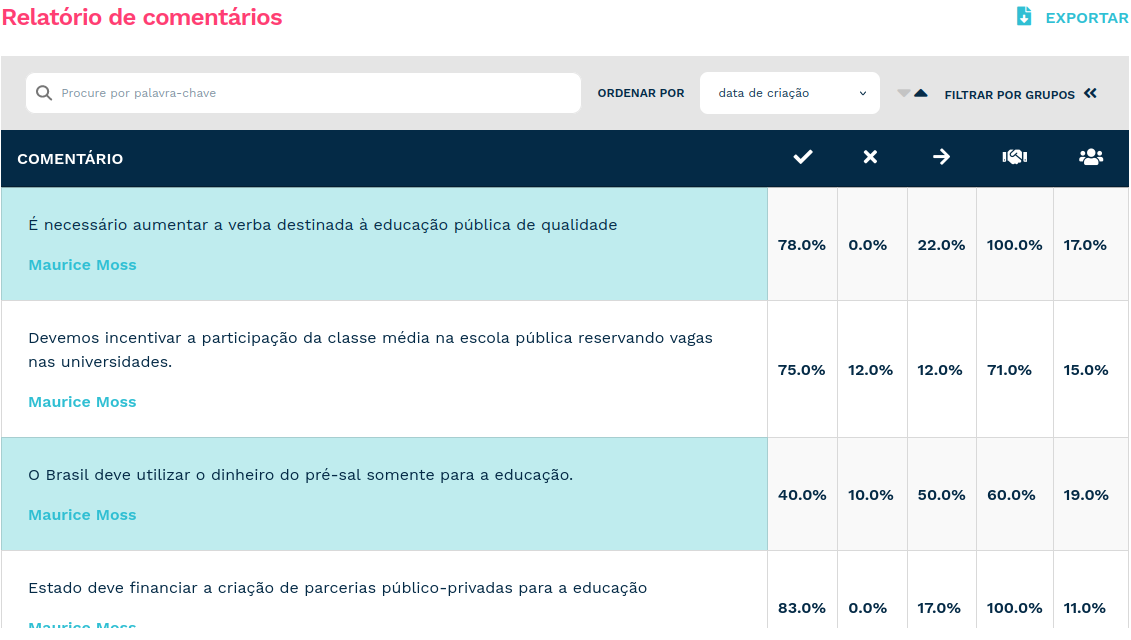 Relatório de comentários
EXPORTAR
Procure por palavra-chave
ORDENAR POR
data de criação
FILTRAR POR GRUPOS
COMENTÁRIO
É necessário aumentar a verba destinada à educação pública de qualidade
Maurice Moss
78.0% 0.0% 22.0% 100.0% 17.0%
Devemos incentivar a participação da classe média na escola pública reservando vagas
nas universidades.
Maurice Moss
75.0% 12.0% 12.0% 71.0% 15.0%
O Brasil deve utilizar o dinheiro do pré-sal somente para a educação.
Maurice Moss
40.0% 10.0% 50.0% 60.0% 19.0%
Estado deve financiar a criação de parcerias público-privadas para a educação
Maurice Moss
83.0% 0.0% 17.0% 100.0% 11.0%